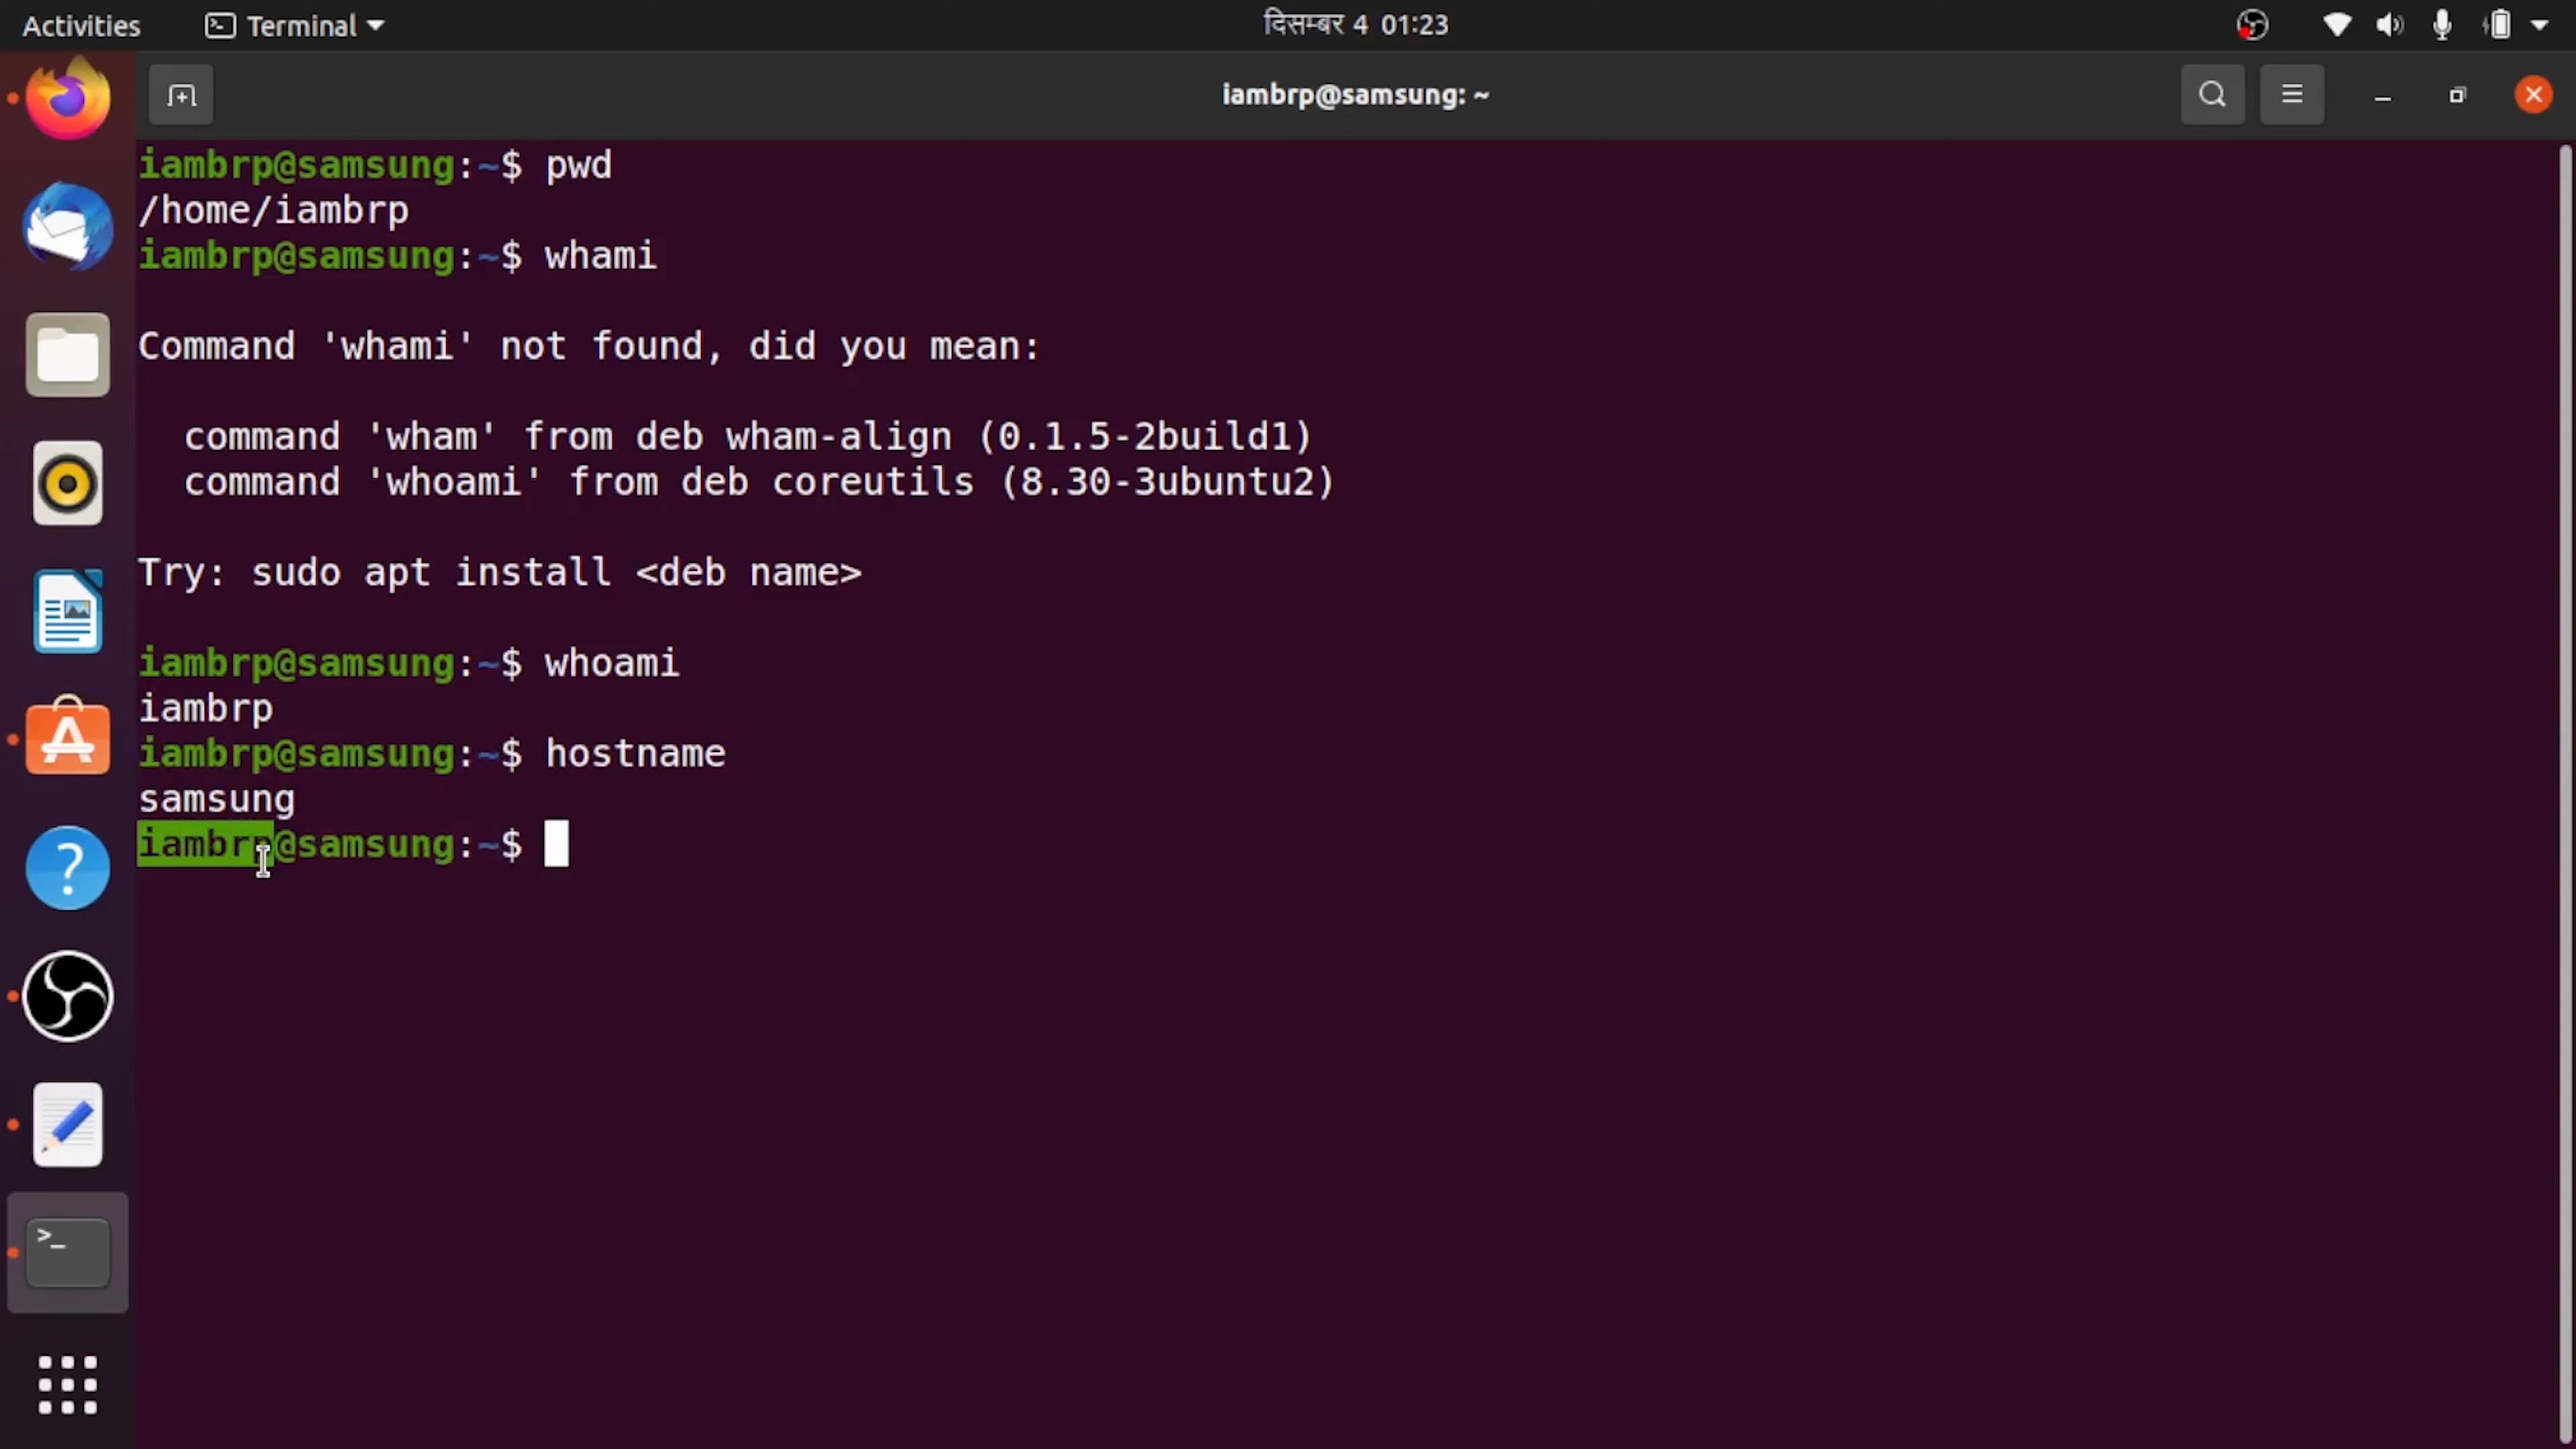 Activities Terminal दिसम्बर 4 01:23
iambrp@samsung: ~
iambrp@samsung:~$ pwd
/home/iambrp
iambrp@samsung:~$ whami
Command 'whami' not found, did you mean:
command 'wham' from deb wham-align (0.1.5-2build1)
command 'whoami' from deb coreutils (8.30-3ubuntu2)
Try: sudo apt install <deb name>
iambrp@samsung:~$ whoami
iambrp
iambrp@samsung:~$ hostname
samsung
iambrp@samsung:~$